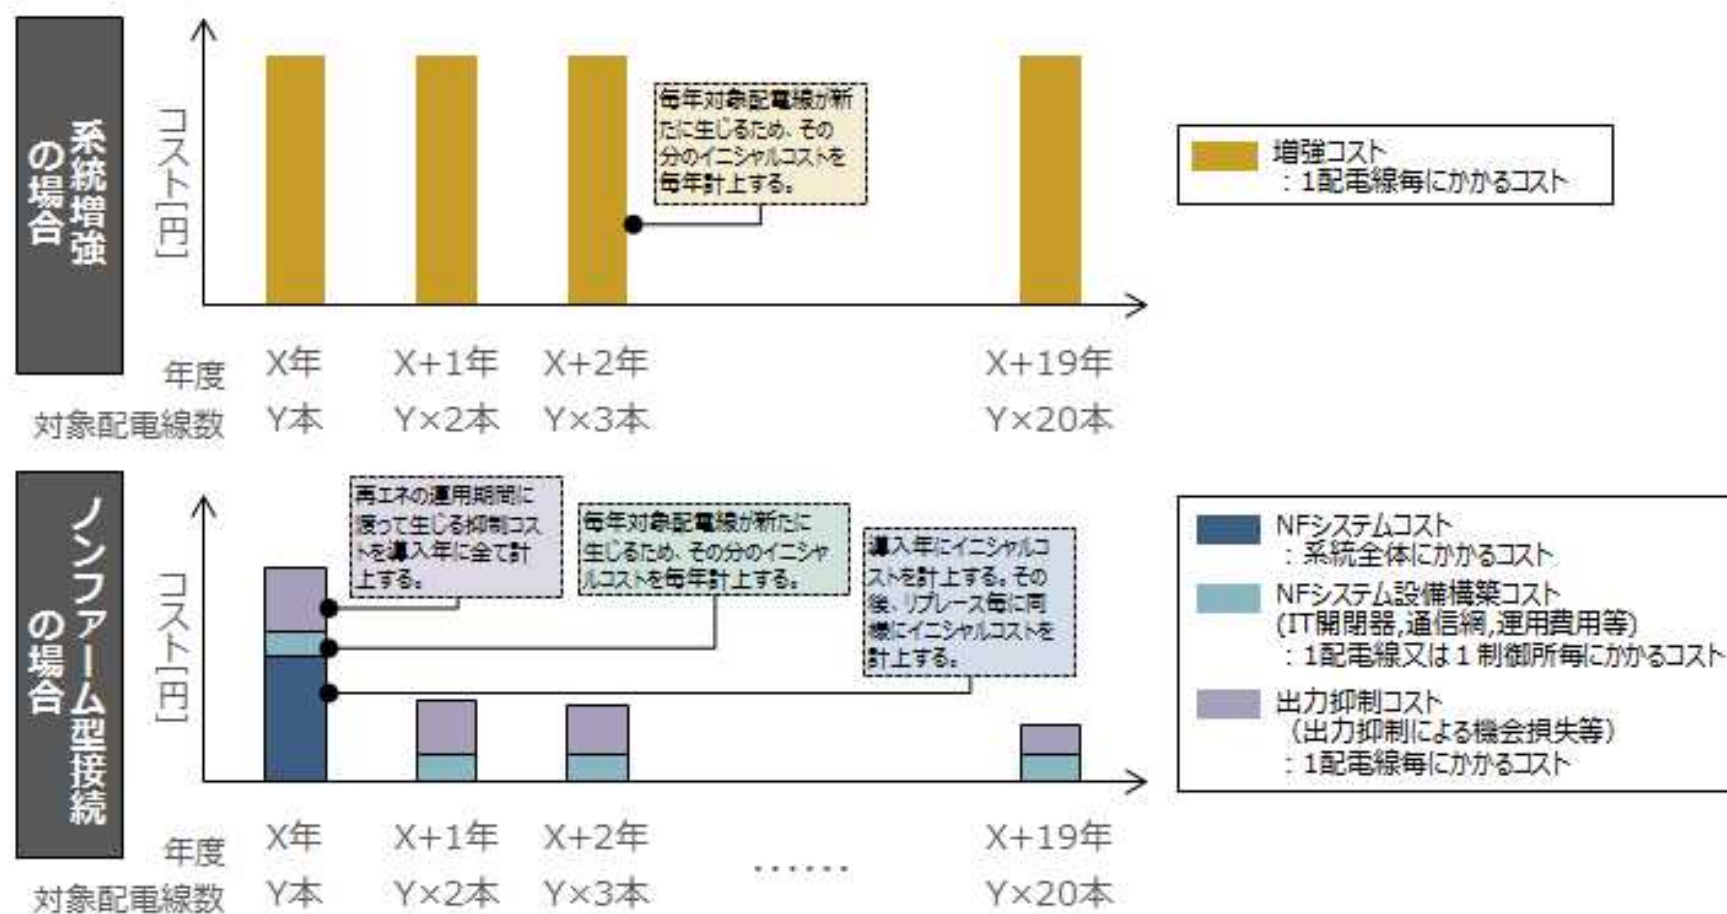 系統増強
の場合
コスト[円]
毎年対象配電線が新
たに生じるため、その
分のイニシャルコストを
毎年計上する。
増強コスト
：1配電線毎にかかるコスト
年度
X年
X+1年
X+2年
X+19年
対象配電線数
Y本
Y×2本
Y×3本
Y×20本
ノンファーム型接続
の場合
コスト[円]
再エネの運用期間に
渡って生じる抑制コス
トを導入年に全て計
上する。
毎年対象配電線が新たに
生じるため、その分のイニシャ
ルコストを毎年計上する。
導入年にイニシャルコ
ストを計上する。その
後、リプレース毎に同
様にイニシャルコストを
計上する。
NFシステムコスト
：系統全体にかかるコスト
NFシステム設備構築コスト
(IT開閉器,通信網,運用費用等)
：1配電線又は１制御所毎にかかるコスト
出力抑制コスト
（出力抑制による機会損失等）
：1配電線毎にかかるコスト
年度
X年
X+1年
X+2年
……
X+19年
対象配電線数
Y本
Y×2本
Y×3本
Y×20本